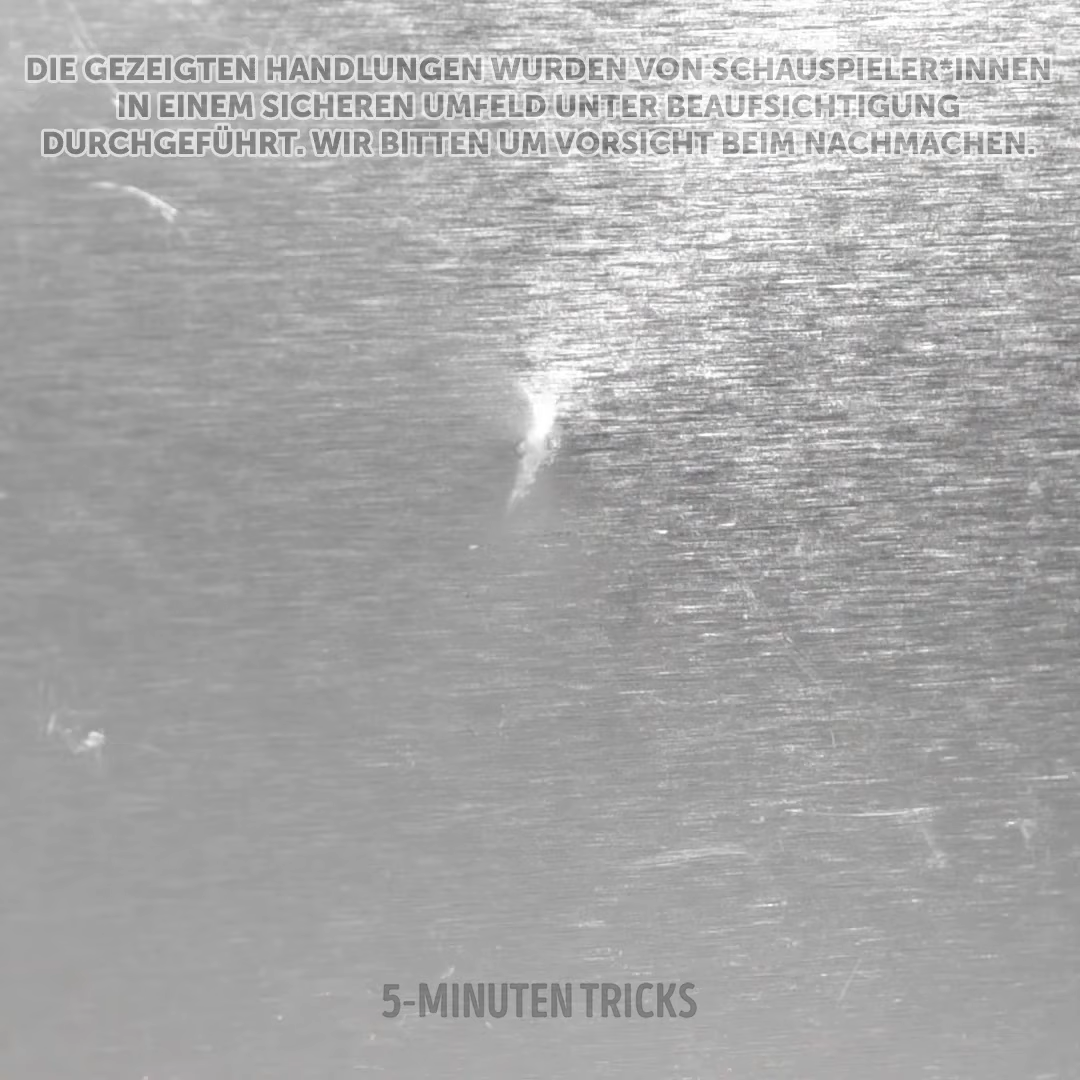 DIE GEZEIGTEN HANDLUNGEN WURDEN VON SCHAUSPIELER*INNEN
IN EINEM SICHEREN UMFELD UNTER BEAUFSICHTIGUNG
DURCHGEFÜHRT. WIR BITTEN UM VORSICHT BEIM NACHMACHEN.
5-MINUTEN TRICKS